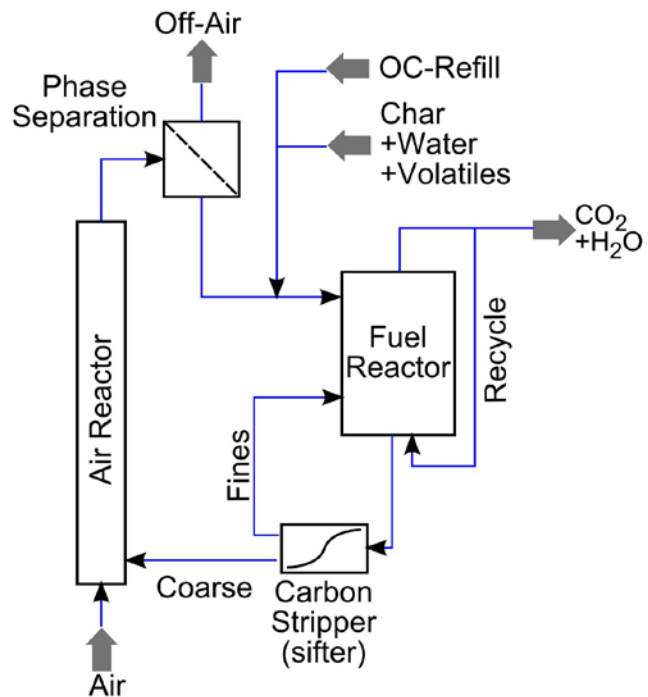 Off-Air
Phase
Separation
OC-Refill
Char
+Water
+Volatiles
CO₂
+H₂O
Fuel
Reactor
Recycle
Air Reactor
Fines
Coarse
Carbon
Stripper
(sifter)
Air